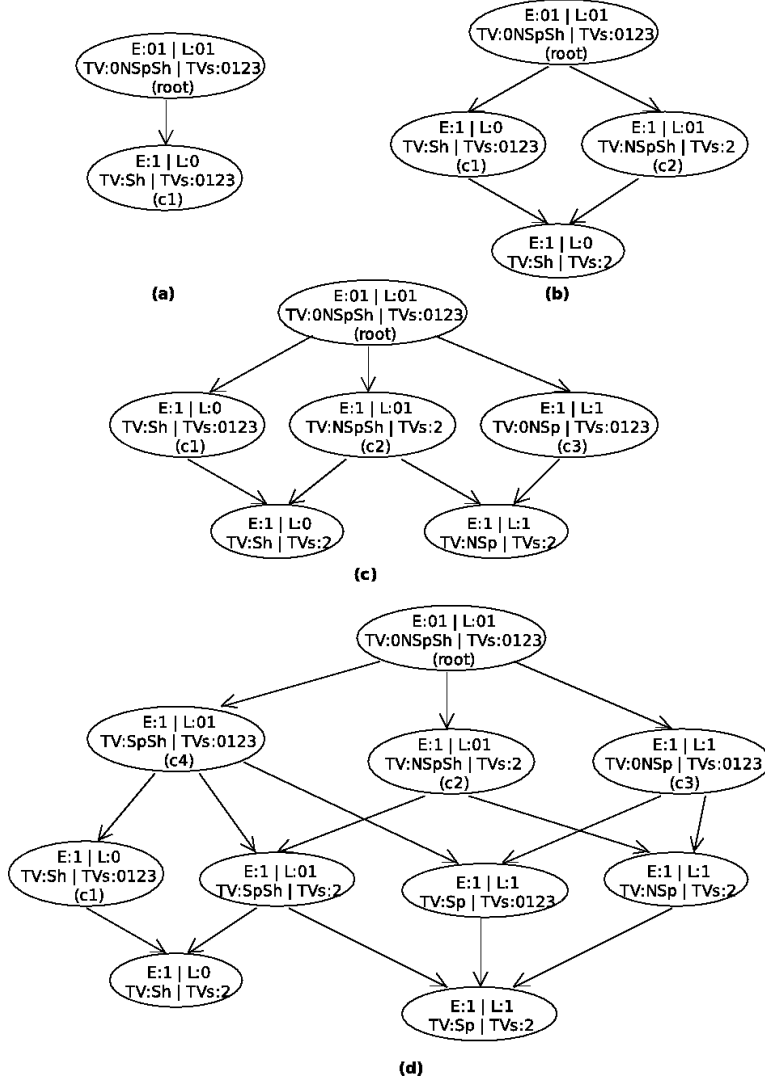 E:01 | L:01
TV:0NSpSh | TVs:0123
(root)
E:1 | L:0
TV:Sh | TVs:0123
(c1)
(a)
E:01 | L:01
TV:0NSpSh | TVs:0123
(root)
E:1 | L:0
TV:Sh | TVs:0123
(c1)
E:1 | L:01
TV:NSpSh | TVs:2
(c2)
E:1 | L:0
TV:Sh | TVs:2
(b)
E:01 | L:01
TV:0NSpSh | TVs:0123
(root)
E:1 | L:0
TV:Sh | TVs:0123
(c1)
E:1 | L:01
TV:NSpSh | TVs:2
(c2)
E:1 | L:1
TV:0NSp | TVs:0123
(c3)
E:1 | L:0
TV:Sh | TVs:2
E:1 | L:1
TV:NSp | TVs:2
(c)
E:01 | L:01
TV:0NSpSh | TVs:0123
(root)
E:1 | L:01
TV:SpSh | TVs:0123
(c4)
E:1 | L:01
TV:NSpSh | TVs:2
(c2)
E:1 | L:1
TV:0NSp | TVs:0123
(c3)
E:1 | L:0
TV:Sh | TVs:0123
(c1)
E:1 | L:01
TV:SpSh | TVs:2
E:1 | L:1
TV:Sp | TVs:0123
E:1 | L:1
TV:NSp | TVs:2
E:1 | L:0
TV:Sh | TVs:2
E:1 | L:1
TV:Sp | TVs:2
(d)